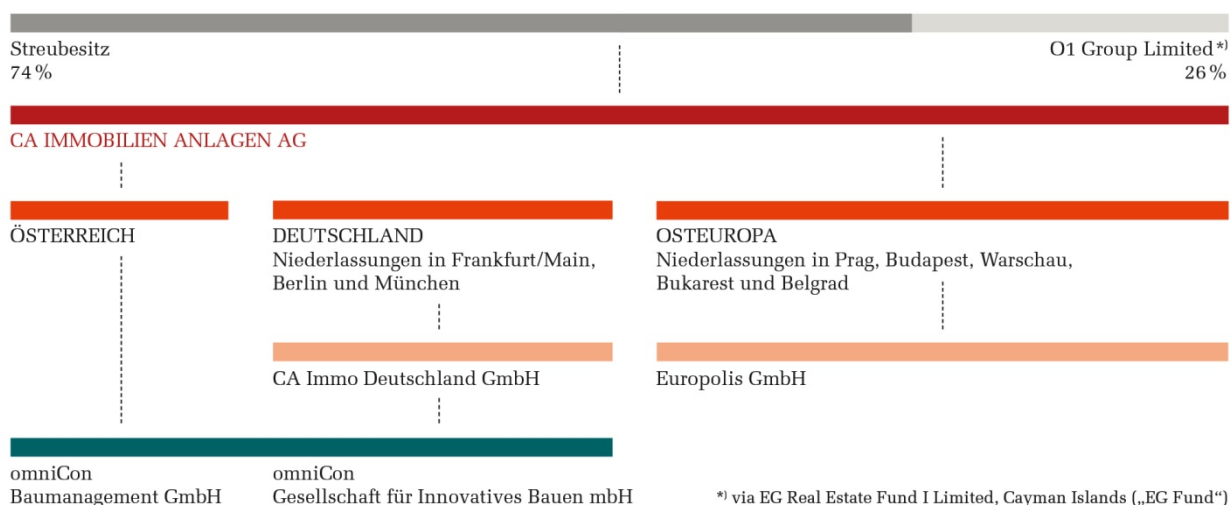 Streubesitz
74 %
O1 Group Limited *)
26 %
CA IMMOBILIEN ANLAGEN AG
ÖSTERREICH
DEUTSCHLAND
Niederlassungen in Frankfurt/Main,
Berlin und München
OSTEUROPA
Niederlassungen in Prag, Budapest, Warschau,
Bukarest und Belgrad
CA Immo Deutschland GmbH
Europolis GmbH
omniCon
Baumanagement GmbH
omniCon
Gesellschaft für Innovatives Bauen mbH
*) via EG Real Estate Fund I Limited, Cayman Islands („EG Fund“)